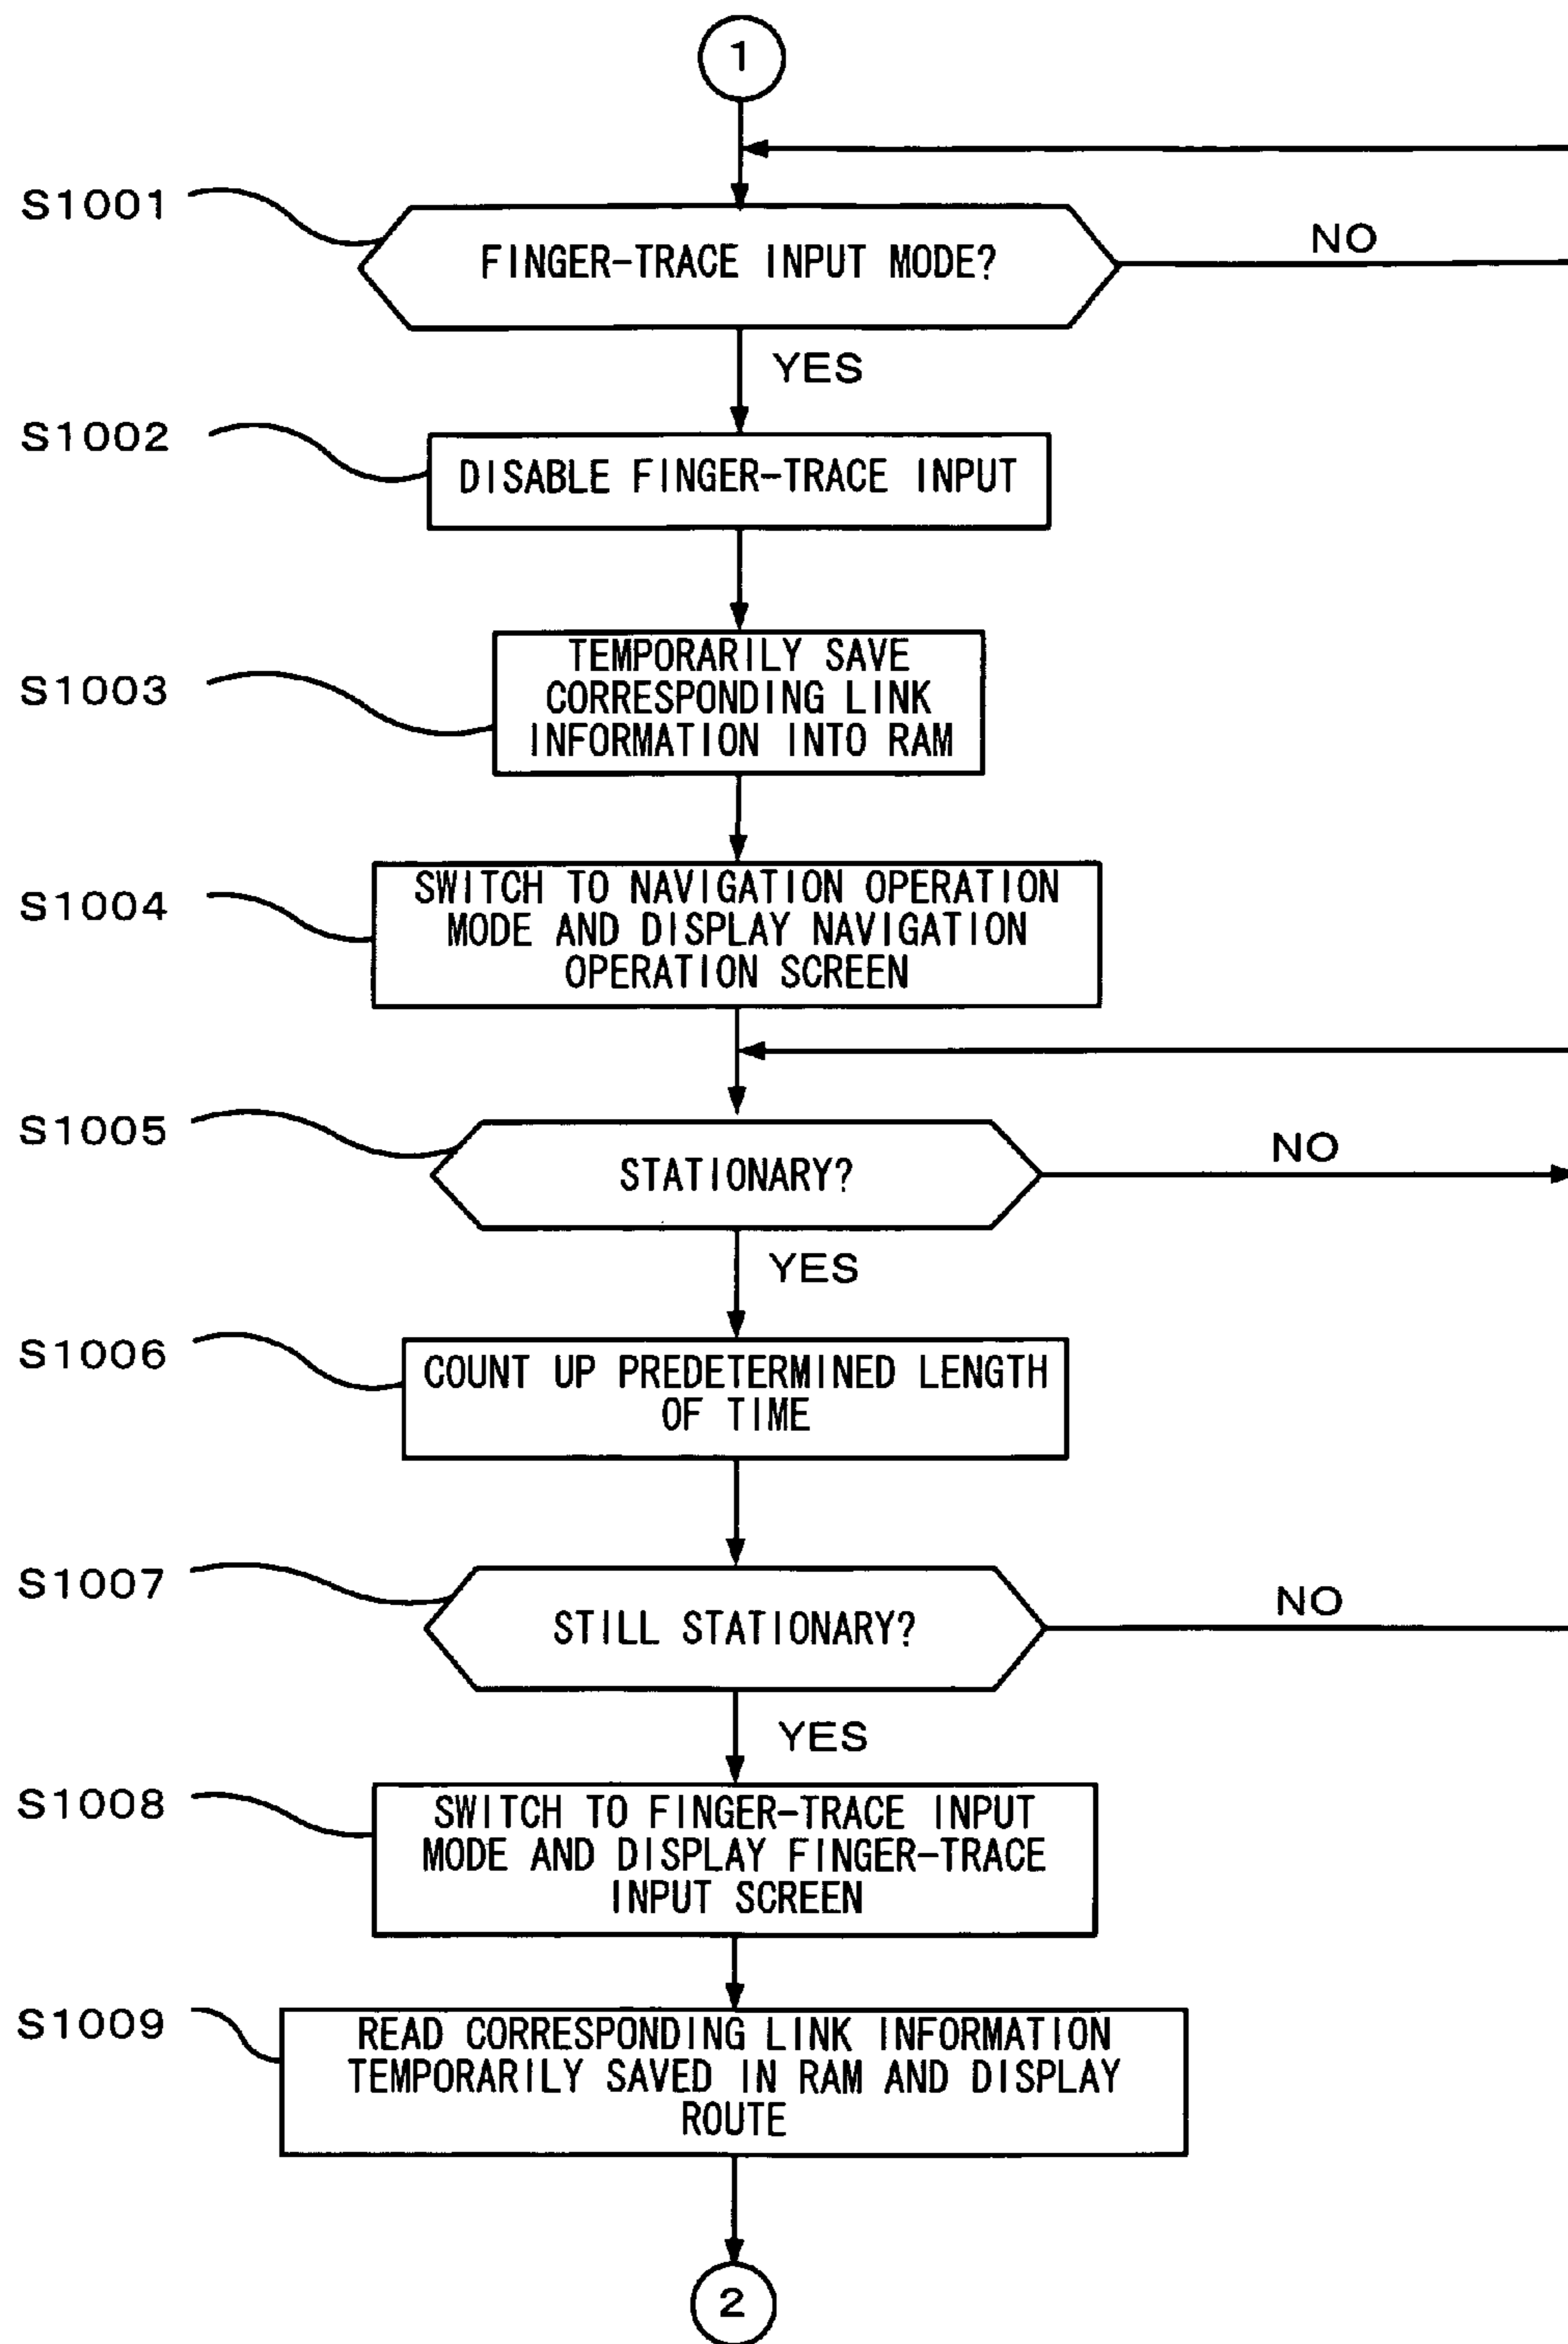 1
S1001
FINGER-TRACE INPUT MODE?
NO
YES
S1002
DISABLE FINGER-TRACE INPUT
S1003
TEMPORARILY SAVE
CORRESPONDING LINK
INFORMATION INTO RAM
S1004
SWITCH TO NAVIGATION OPERATION
MODE AND DISPLAY NAVIGATION
OPERATION SCREEN
S1005
STATIONARY?
NO
YES
S1006
COUNT UP PREDETERMINED LENGTH
OF TIME
S1007
STILL STATIONARY?
NO
YES
S1008
SWITCH TO FINGER-TRACE INPUT
MODE AND DISPLAY FINGER-TRACE
INPUT SCREEN
S1009
READ CORRESPONDING LINK INFORMATION
TEMPORARILY SAVED IN RAM AND DISPLAY
ROUTE
2